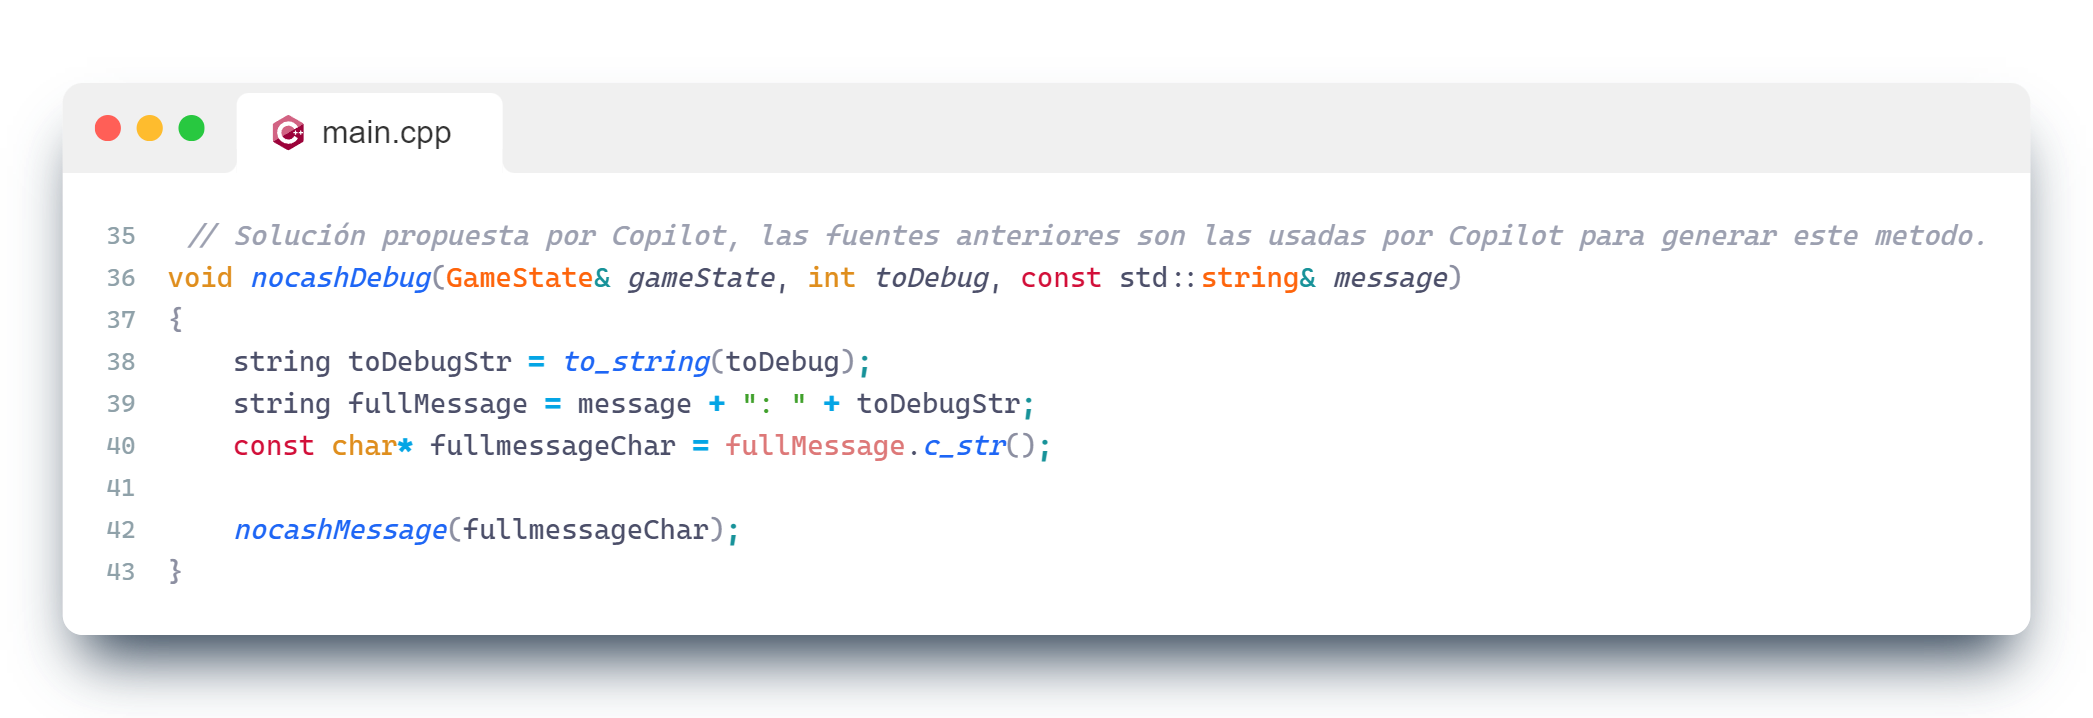 main.cpp
35 // Solución propuesta por Copilot, las fuentes anteriores son las usadas por Copilot para generar este metodo.
36 void nocashDebug(GameState& gameState, int toDebug, const std::string& message)
37 {
38     string toDebugStr = to_string(toDebug);
39     string fullMessage = message + ": " + toDebugStr;
40     const char* fullmessageChar = fullMessage.c_str();
41
42     nocashMessage(fullmessageChar);
43 }